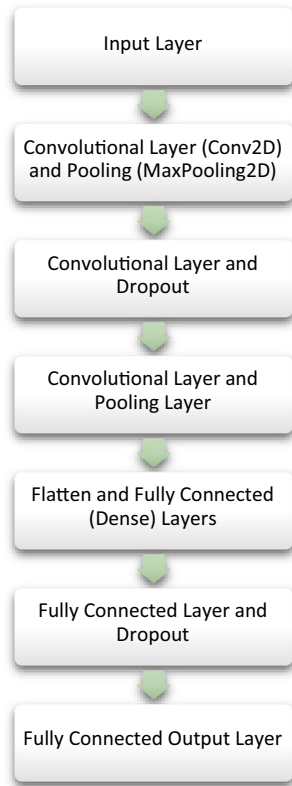 Input Layer
Convolutional Layer (Conv2D)
and Pooling (MaxPooling2D)
Convolutional Layer and
Dropout
Convolutional Layer and
Pooling Layer
Flatten and Fully Connected
(Dense) Layers
Fully Connected Layer and
Dropout
Fully Connected Output Layer